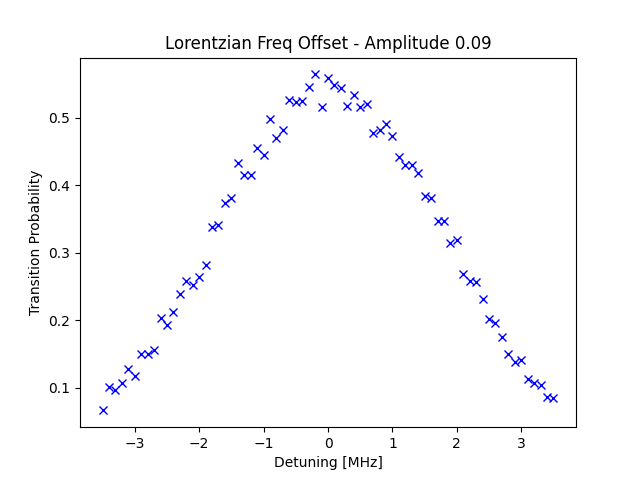 Lorentzian Freq Offset - Amplitude 0.09
Transition Probability
0.5
0.4
0.3
0.2
0.1
−3 −2 −1 0 1 2 3
Detuning [MHz]